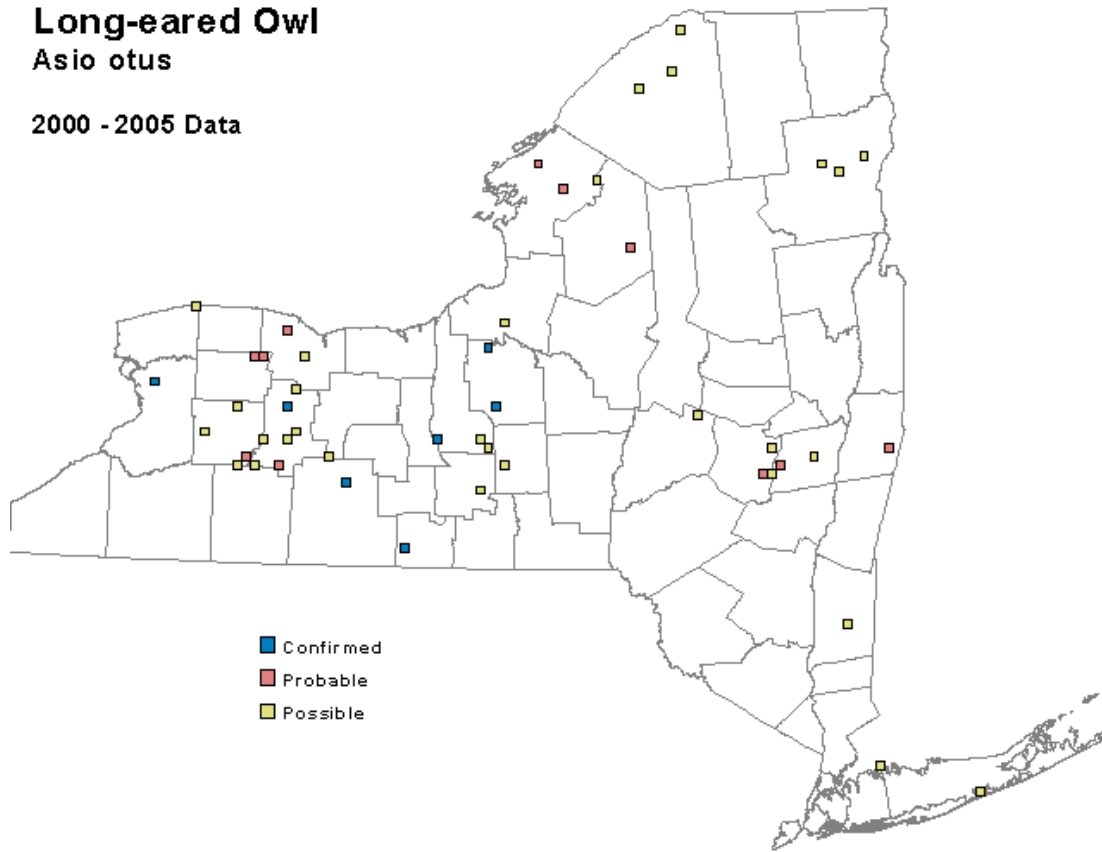 Long-eared Owl
Asio otus
2000 - 2005 Data
Confirmed
Probable
Possible